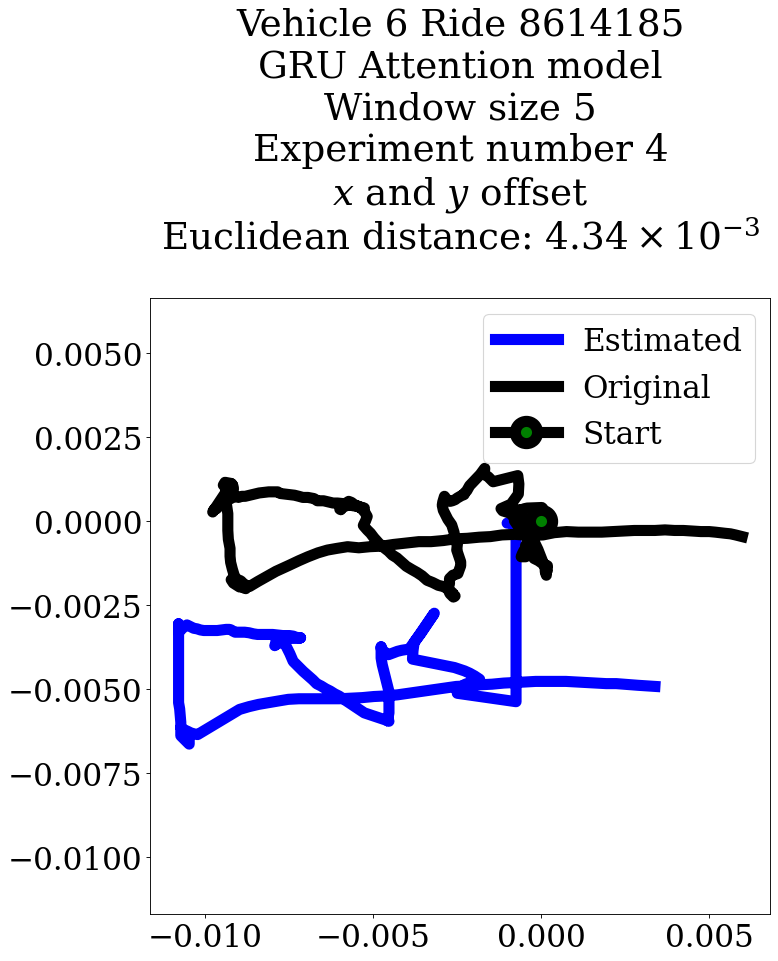 Vehicle 6 Ride 8614185
GRU Attention model
Window size 5
Experiment number 4
x and y offset
Euclidean distance: 4.34 × 10⁻³
Estimated
Original
Start
0.0050
0.0025
0.0000
−0.0025
−0.0050
−0.0075
−0.0100
−0.010 −0.005 0.000 0.005